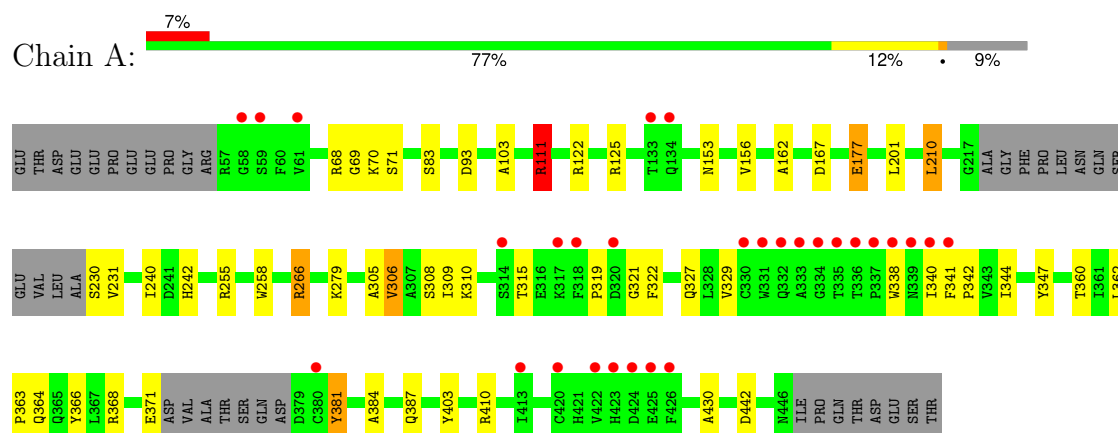 7%
Chain A:
77% 12% • 9%
GLU THR ASP GLU GLU PRO GLU GLU PRO GLY ARG R57 G58 S59 F60 V61 R68 G69 K70 S71 S83 D93 A103 R111 R122 R125 T133 Q134 N153 V156 A162 D167 E177 L201 L210 G217 ALA GLY PHE PRO LEU ASN GLN SER
GLU VAL LEU ALA S230 V231 I240 D241 H242 R255 W258 R266 K279 A305 V306 A307 S308 I309 K310 S314 T315 E316 K317 F318 P319 D320 G321 F322 Q327 L328 V329 C330 W331 Q332 A333 G334 T335 T336 P337 W338 N339 I340 F341 P342 V343 I344 Y347 T360 I361 L362
P363 Q364 Q365 Y366 L367 R368 E371 ASP VAL ALA THR SER GLN ASP D379 C380 Y381 A384 Q387 Y403 R410 I413 C420 H421 V422 H423 D424 E425 F426 A430 D442 N446 ILE PRO GLN THR ASP GLU SER THR